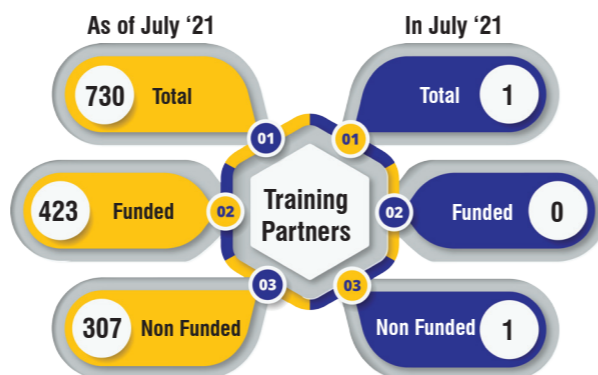 As of July ‘21
In July ‘21
730 Total
01
Total 1
01
423 Funded
02
Training
Partners
02
Funded 0
307 Non Funded
03
Non Funded 1
03